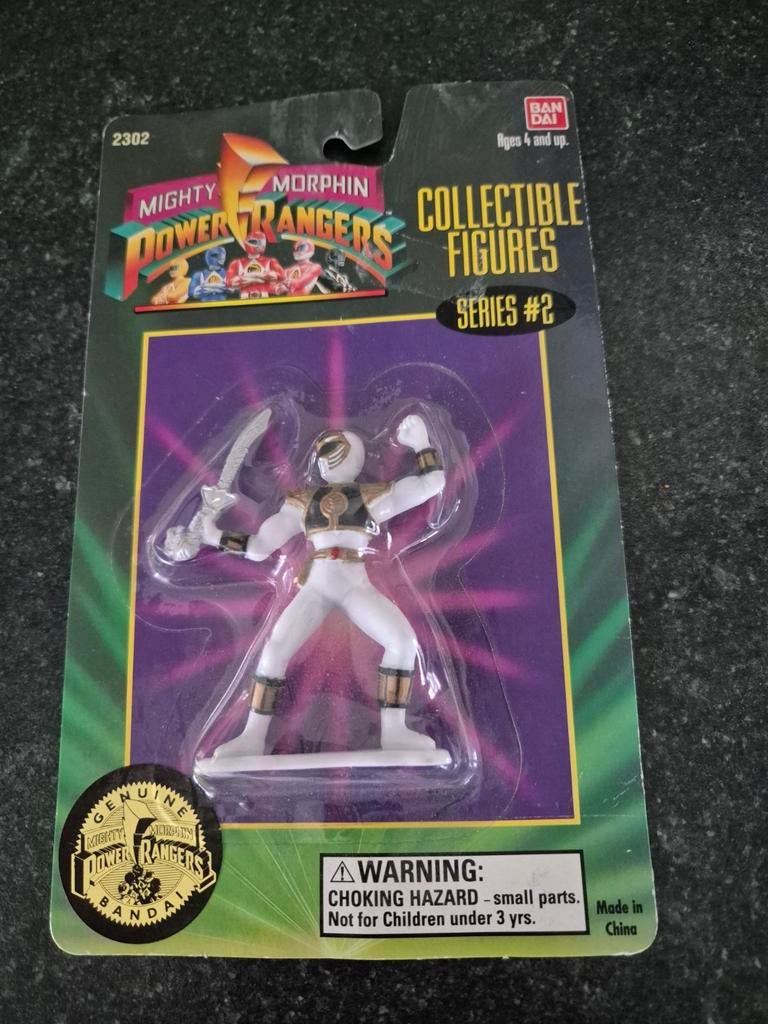 2302
BAN
DAI
Ages 4 and up.
MIGHTY MORPHIN
POWER RANGERS
COLLECTIBLE
FIGURES
SERIES #2
GENUINE
MIGHTY MORPHIN
POWER RANGERS
BANDAI
⚠WARNING:
CHOKING HAZARD – small parts.
Not for Children under 3 yrs.
Made in
China